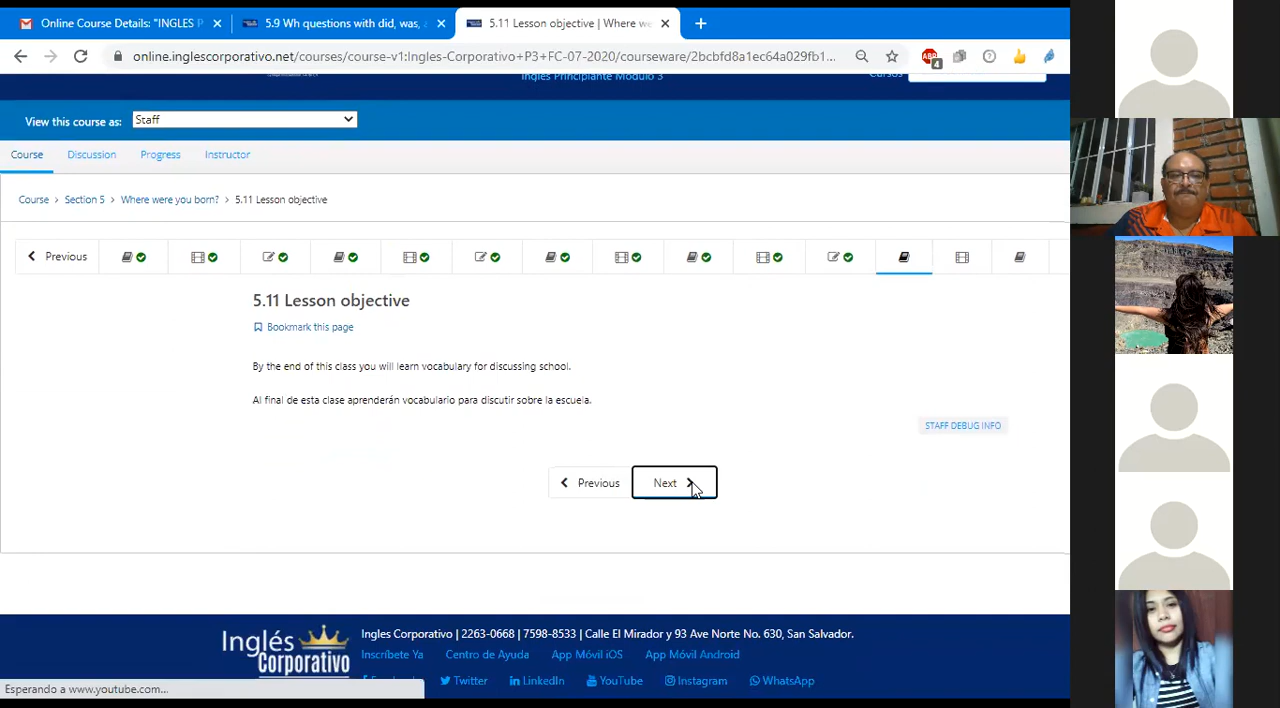 Online Course Details: "INGLES P
5.9 Wh questions with did, was, a
5.11 Lesson objective | Where we
online.inglescorporativo.net/courses/course-v1:Ingles-Corporativo+P3+FC-07-2020/courseware/2bcbfd8a1ec64a029fb1...
ABP
4
Inglés Principiante Módulo 3
Cursos
View this course as:
Staff
Course
Discussion
Progress
Instructor
Course > Section 5 > Where were you born? > 5.11 Lesson objective
Previous
5.11 Lesson objective
Bookmark this page
By the end of this class you will learn vocabulary for discussing school.
Al final de esta clase aprenderán vocabulario para discutir sobre la escuela.
STAFF DEBUG INFO
Previous
Next
Inglés Corporativo
Ingles Corporativo | 2263-0668 | 7598-8533 | Calle El Mirador y 93 Ave Norte No. 630, San Salvador.
Inscríbete Ya
Centro de Ayuda
App Móvil iOS
App Móvil Android
Twitter
LinkedIn
YouTube
Instagram
WhatsApp
Esperando a www.youtube.com...